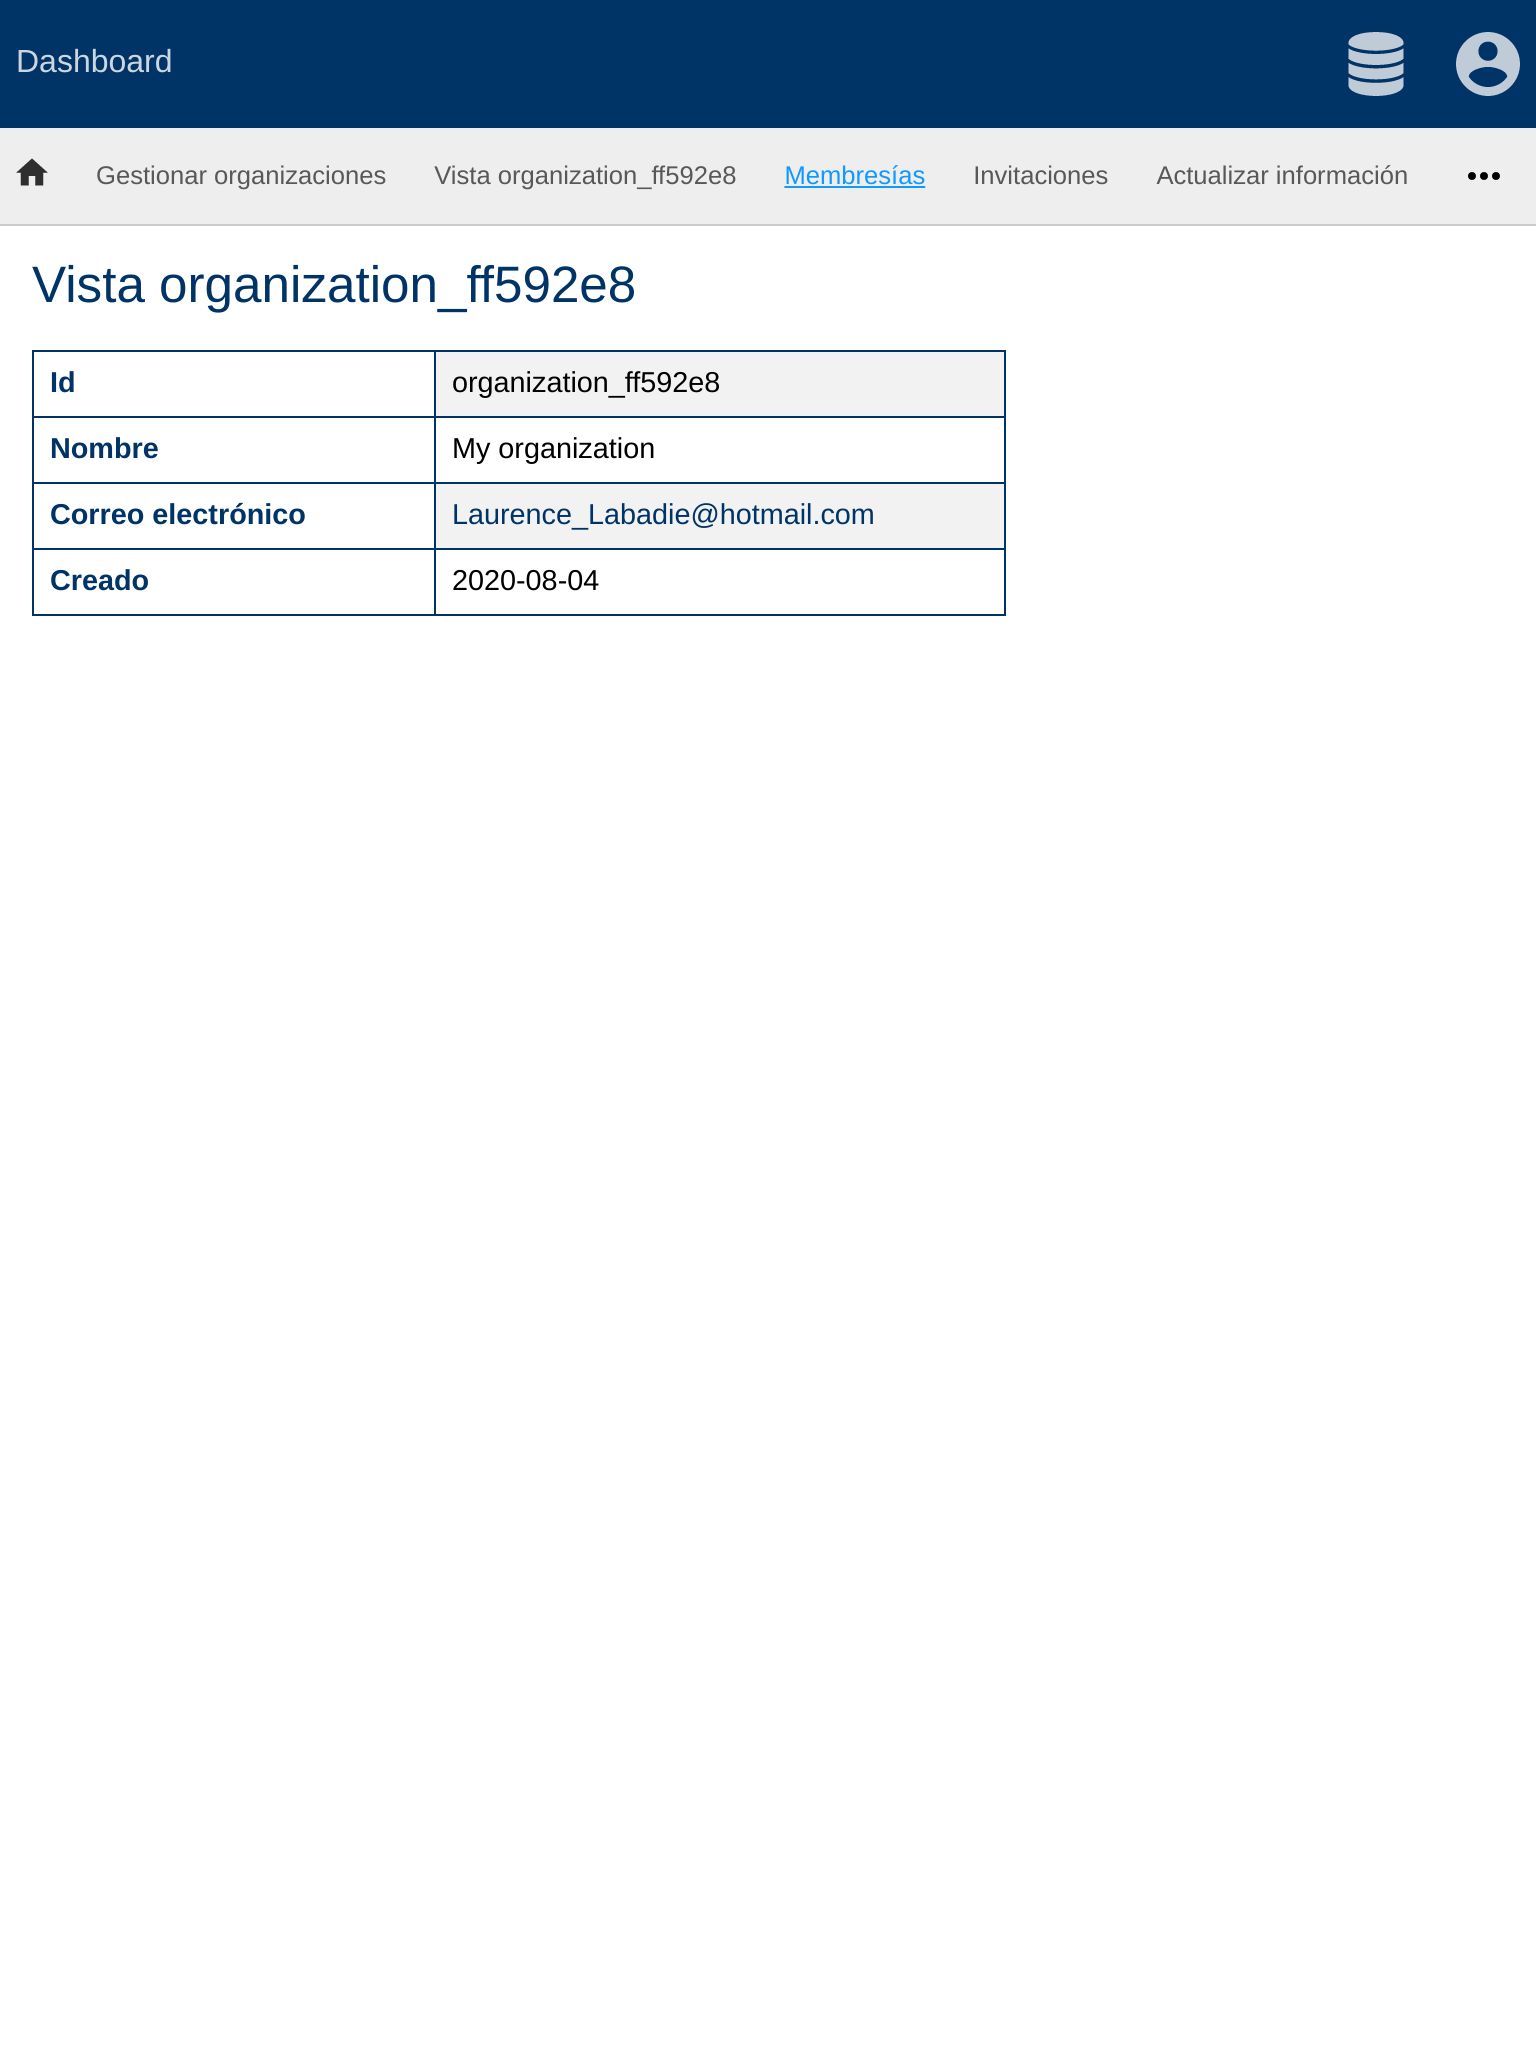 Dashboard
Gestionar organizaciones Vista organization_ff592e8 Membresías Invitaciones Actualizar información
Vista organization_ff592e8
Id organization_ff592e8
Nombre My organization
Correo electrónico Laurence_Labadie@hotmail.com
Creado 2020-08-04